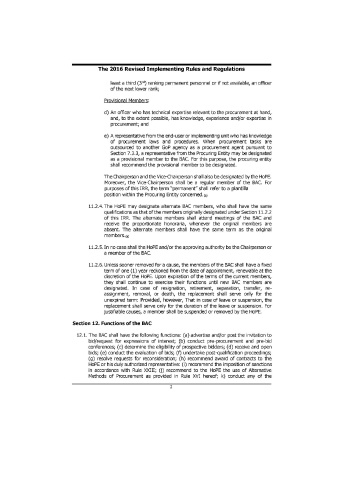 The 2016 Revised Implementing Rules and Regulations
least a third (3rd) ranking permanent personnel or if not available, an officer
of the next lower rank;
Provisional Members:
d) An officer who has technical expertise relevant to the procurement at hand,
and, to the extent possible, has knowledge, experience and/or expertise in
procurement; and
e) A representative from the end-user or implementing unit who has knowledge
of procurement laws and procedures. When procurement tasks are
outsourced to another GoP agency as a procurement agent pursuant to
Section 7.3.3, a representative from the Procuring Entity may be designated
as a provisional member to the BAC. For this purpose, the procuring entity
shall recommend the provisional member to be designated.
The Chairperson and the Vice-Chairperson shall also be designated by the HoPE.
Moreover, the Vice-Chairperson shall be a regular member of the BAC. For
purposes of this IRR, the term "permanent" shall refer to a plantilla
position within the Procuring Entity concerned.(a)
11.2.4. The HoPE may designate alternate BAC members, who shall have the same
qualifications as that of the members originally designated under Section 11.2.2
of this IRR. The alternate members shall attend meetings of the BAC and
receive the proportionate honoraria, whenever the original members are
absent. The alternate members shall have the same term as the original
members.(a)
11.2.5. In no case shall the HoPE and/or the approving authority be the Chairperson or
a member of the BAC.
11.2.6. Unless sooner removed for a cause, the members of the BAC shall have a fixed
term of one (1) year reckoned from the date of appointment, renewable at the
discretion of the HoPE. Upon expiration of the terms of the current members,
they shall continue to exercise their functions until new BAC members are
designated. In case of resignation, retirement, separation, transfer, re-
assignment, removal, or death, the replacement shall serve only for the
unexpired term: Provided, however, That in case of leave or suspension, the
replacement shall serve only for the duration of the leave or suspension. For
justifiable causes, a member shall be suspended or removed by the HoPE.
Section 12. Functions of the BAC
12.1. The BAC shall have the following functions: (a) advertise and/or post the invitation to
bid/request for expressions of interest; (b) conduct pre-procurement and pre-bid
conferences; (c) determine the eligibility of prospective bidders; (d) receive and open
bids; (e) conduct the evaluation of bids; (f) undertake post-qualification proceedings;
(g) resolve requests for reconsideration; (h) recommend award of contracts to the
HoPE or his duly authorized representative: (i) recommend the imposition of sanctions
in accordance with Rule XXIII; (j) recommend to the HoPE the use of Alternative
Methods of Procurement as provided in Rule XVI hereof; k) conduct any of the